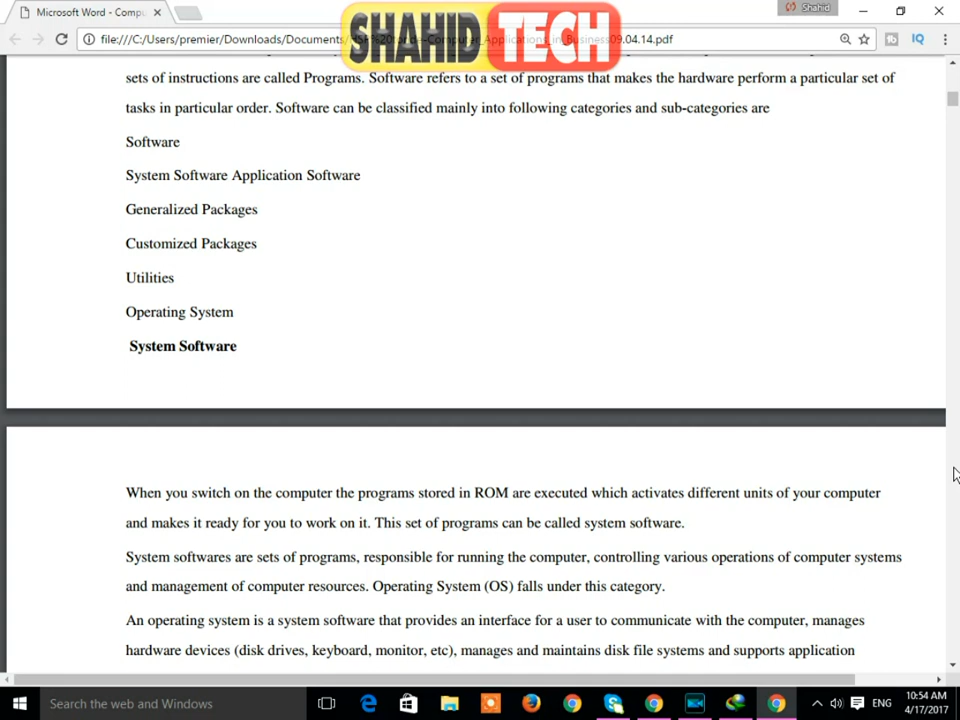 Microsoft Word - Compu
Shahid
SHAHID TECH
file:///C:/Users/premier/Downloads/Documents/
Computer_Applications_in_Business09.04.14.pdf
IQ
sets of instructions are called Programs. Software refers to a set of programs that makes the hardware perform a particular set of
tasks in particular order. Software can be classified mainly into following categories and sub-categories are
Software
System Software Application Software
Generalized Packages
Customized Packages
Utilities
Operating System
System Software
When you switch on the computer the programs stored in ROM are executed which activates different units of your computer
and makes it ready for you to work on it. This set of programs can be called system software.
System softwares are sets of programs, responsible for running the computer, controlling various operations of computer systems
and management of computer resources. Operating System (OS) falls under this category.
An operating system is a system software that provides an interface for a user to communicate with the computer, manages
hardware devices (disk drives, keyboard, monitor, etc), manages and maintains disk file systems and supports application
Search the web and Windows
ENG
10:54 AM
4/17/2017